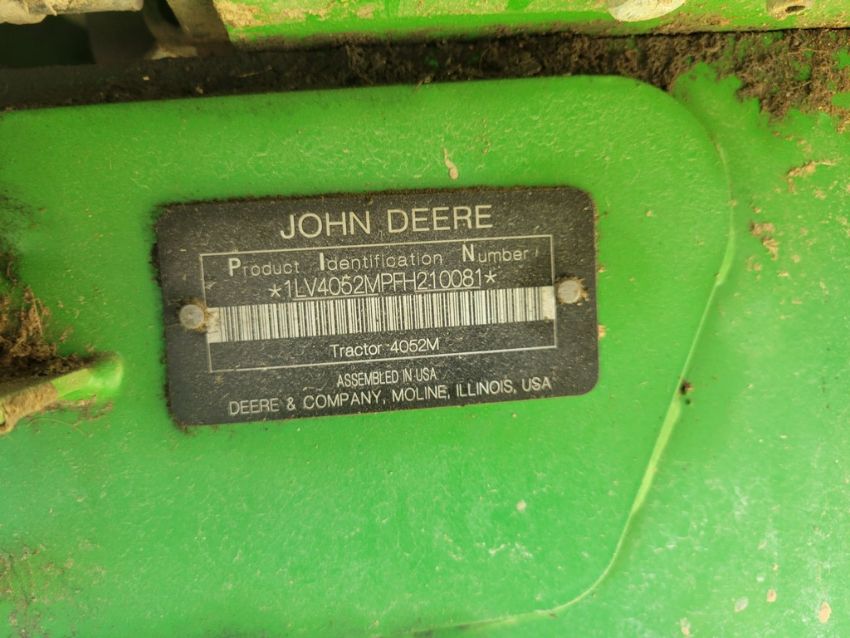 JOHN DEERE
Product Identification Number
*1LV4052MPFH210081*
Tractor 4052M
ASSEMBLED IN USA
DEERE & COMPANY, MOLINE, ILLINOIS, USA